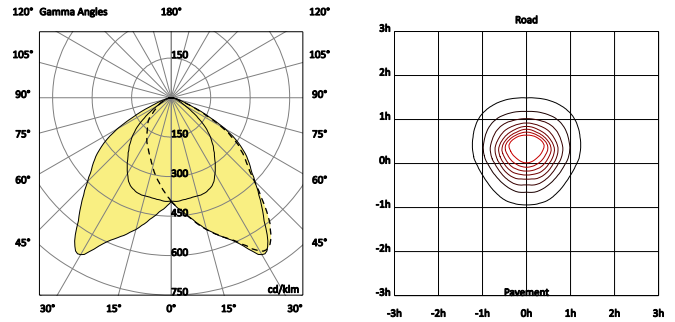 120° Gamma Angles 180° 120°
105° 150 105°
90° 90°
75° 150 75°
60° 300 60°
450
45° 600 45°
cd/klm
750
30° 15° 0° 15° 30°
Road
3h
2h
1h
0h
-1h
-2h
-3h
Pavement
-3h -2h -1h 0h 1h 2h 3h